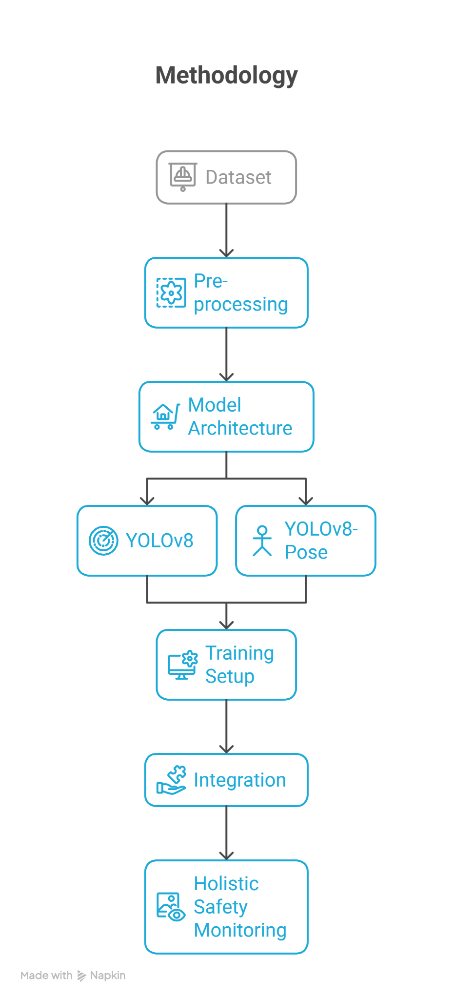 Methodology
Dataset
Pre-
processing
Model
Architecture
YOLOv8
YOLOv8-
Pose
Training
Setup
Integration
Holistic
Safety
Monitoring
Made with Napkin